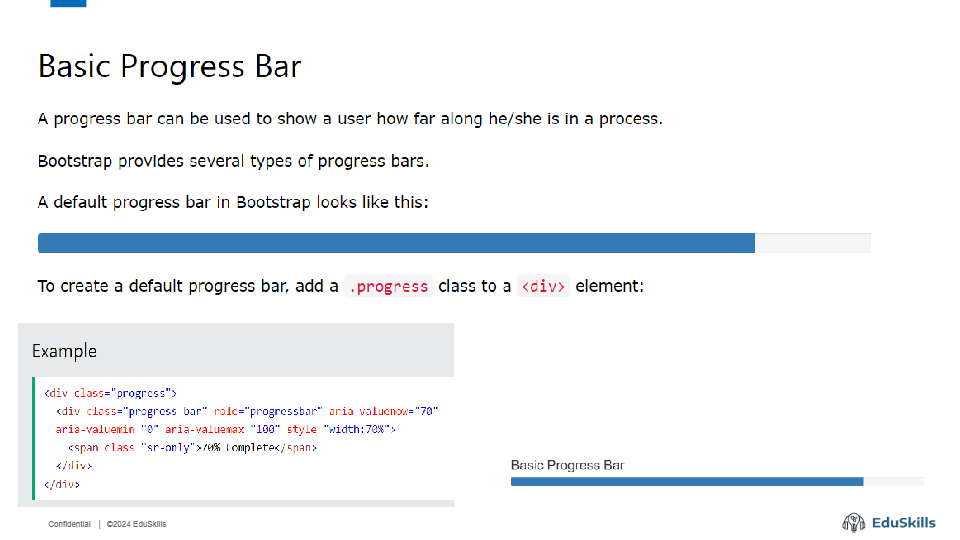 Basic Progress Bar
A progress bar can be used to show a user how far along he/she is in a process.
Bootstrap provides several types of progress bars.
A default progress bar in Bootstrap looks like this:
To create a default progress bar, add a .progress class to a <div> element:
Example
<div class="progress">
<div class="progress bar" role="progressbar" aria valuenow="70"
aria-valuemin "0" aria-valuemax "100" style "width:70%">
<span class "sr-only">70% Complete</span>
</div>
</div>
Basic Progress Bar
Confidential | ©2024 EduSkills
EduSkills